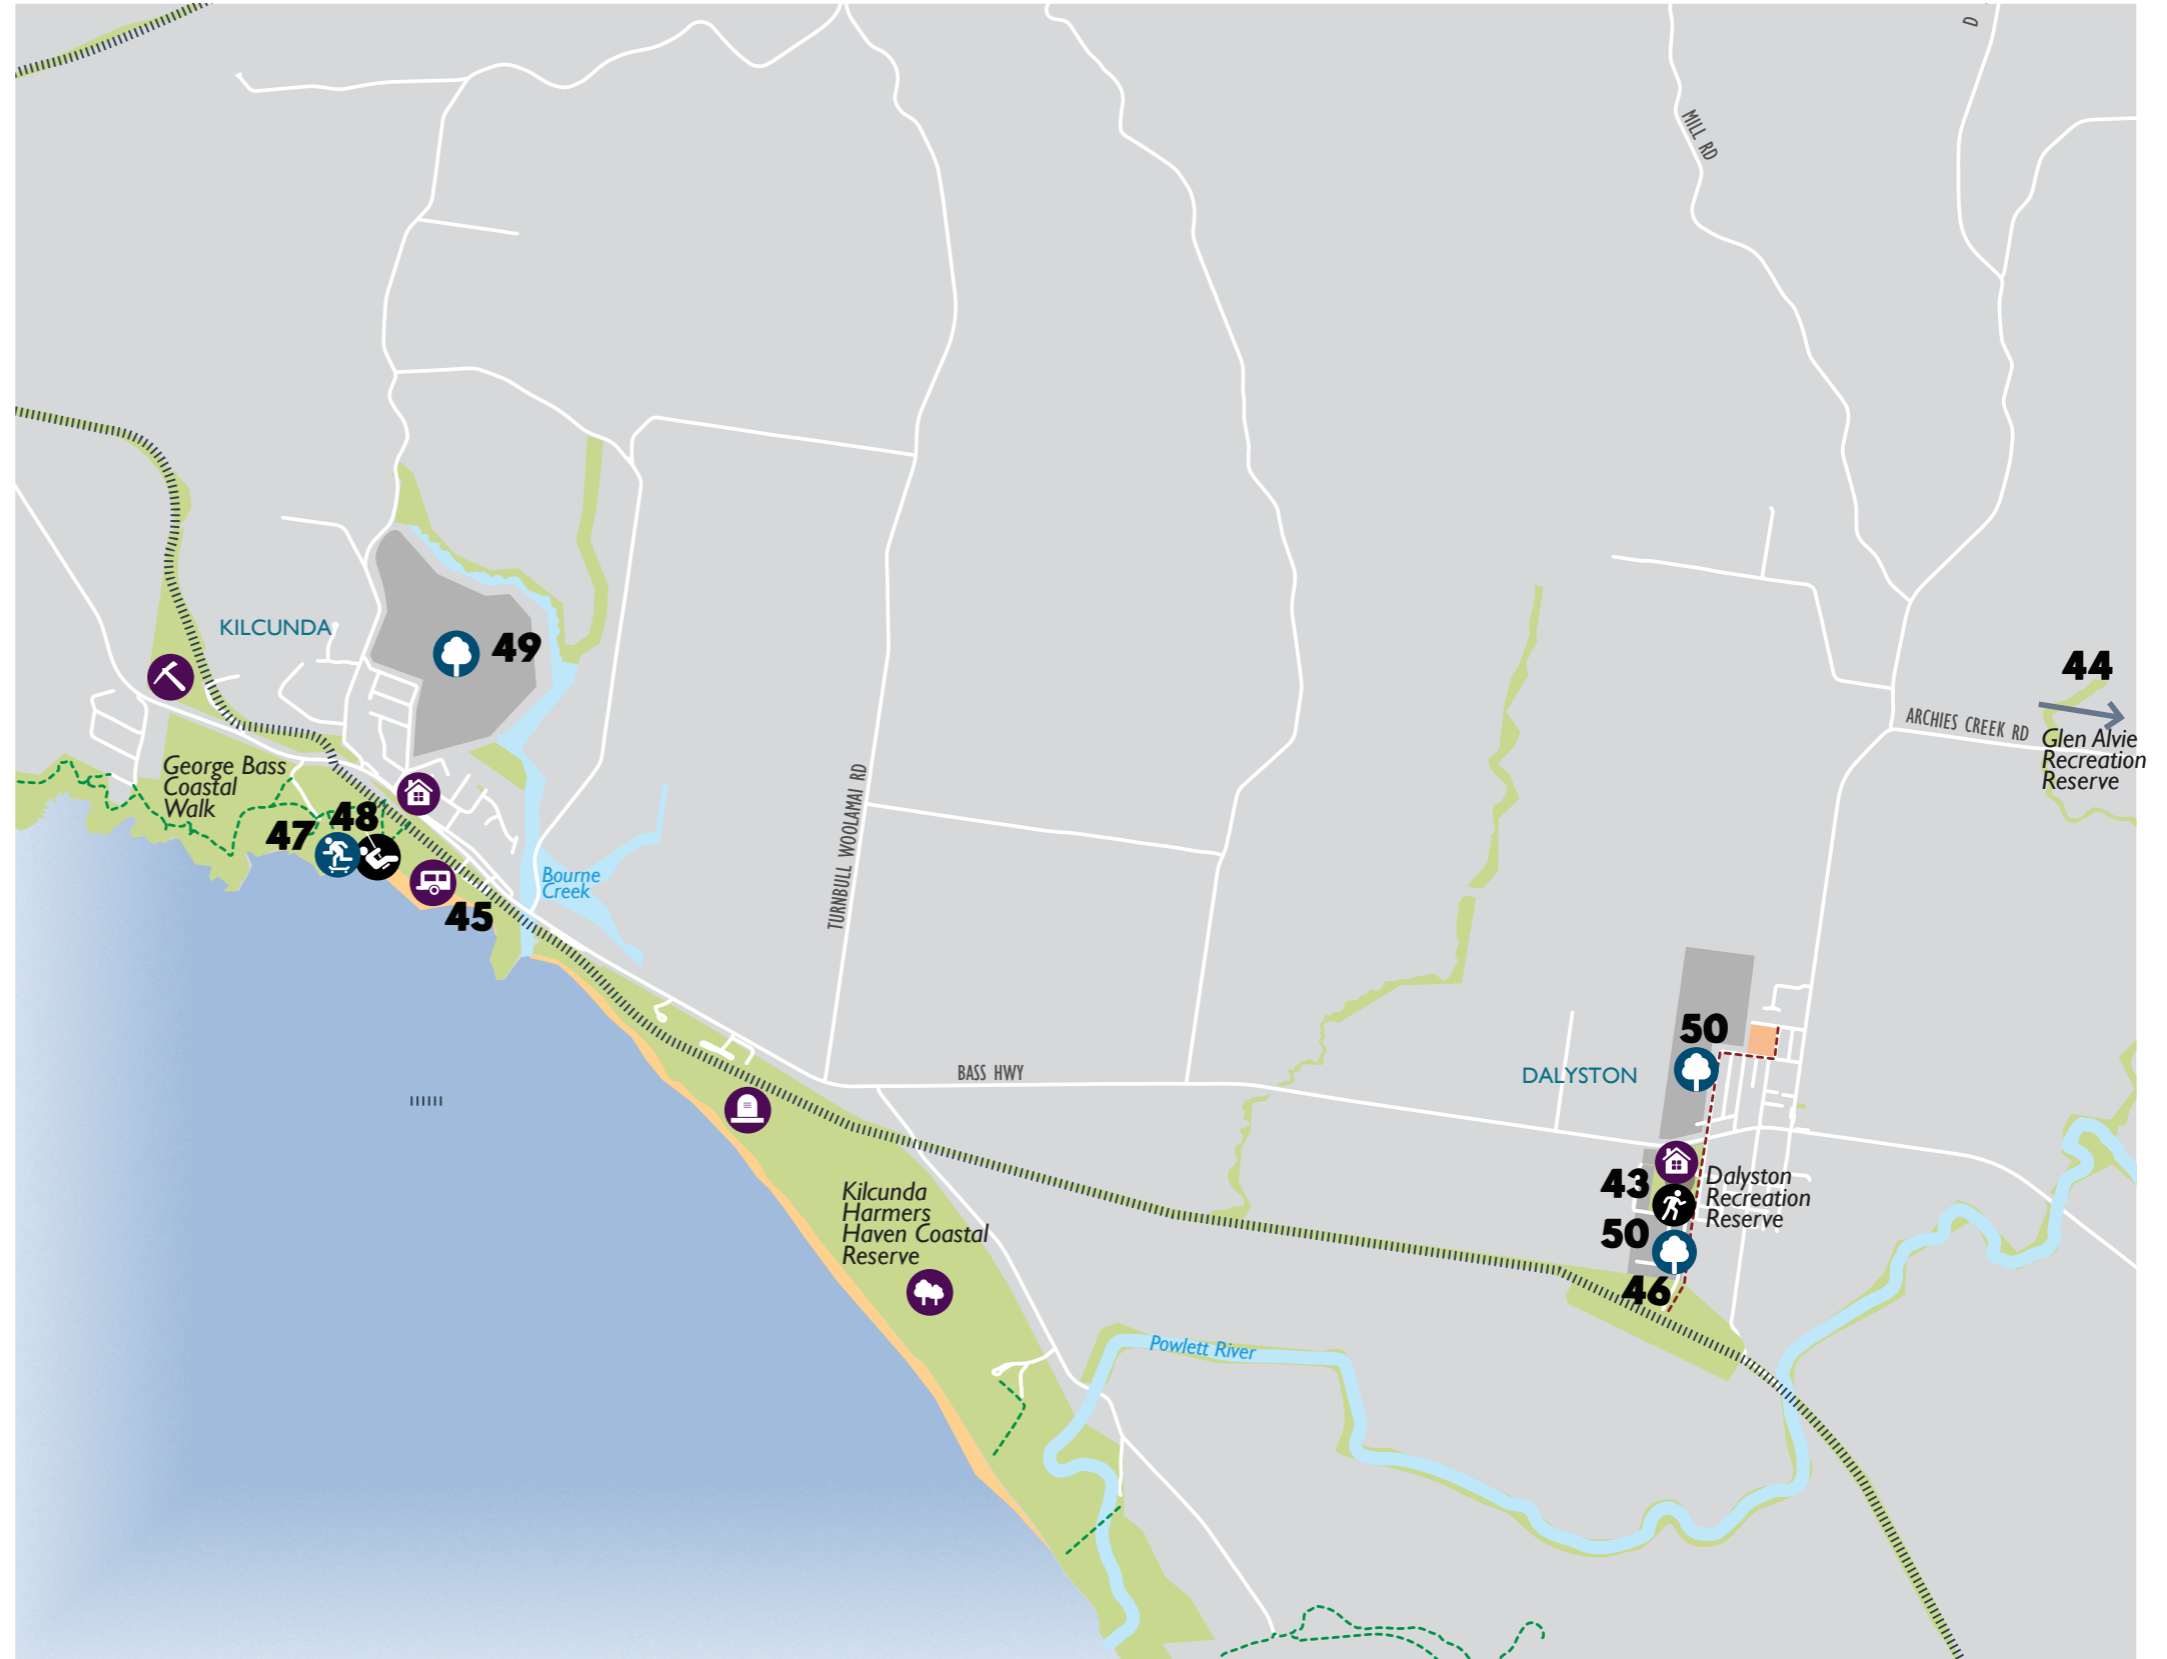 D
MILL RD
KILCUNDA
49
44
ARCHIES CREEK RD
Glen Alvie
Recreation
Reserve
George Bass
Coastal
Walk
47
48
45
Bourne
Creek
TURNBULL WOOLAMAI RD
BASS HWY
50
DALYSTON
43
Dalyston
Recreation
Reserve
50
46
Kilcunda
Harmers
Haven Coastal
Reserve
Powlett River